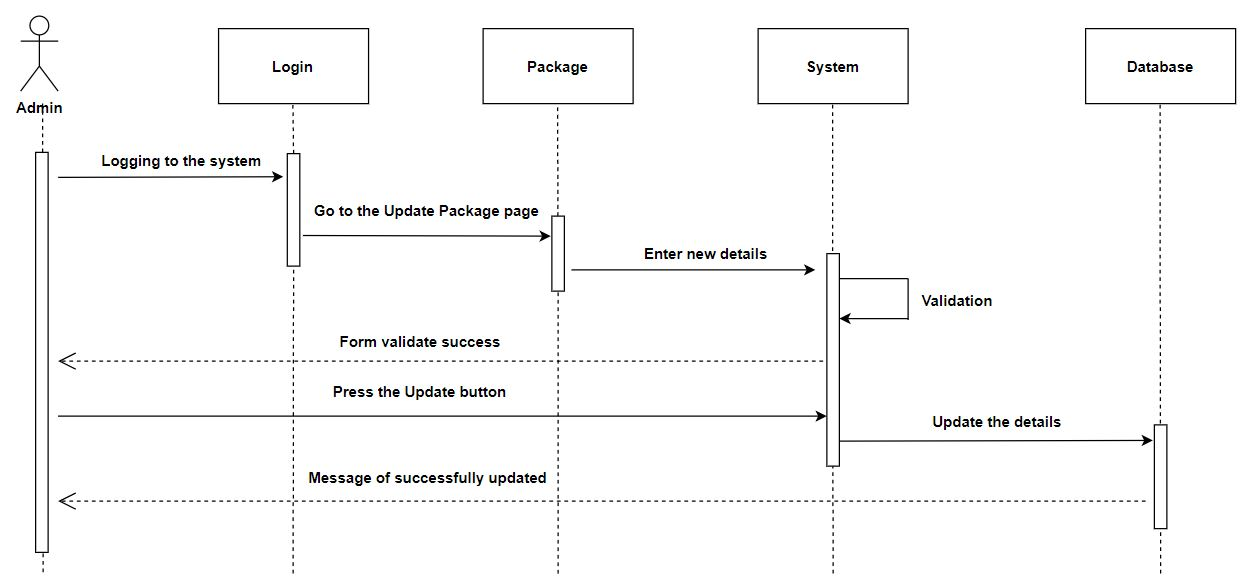 Admin
Login
Package
System
Database
Logging to the system
Go to the Update Package page
Enter new details
Validation
Form validate success
Press the Update button
Update the details
Message of successfully updated